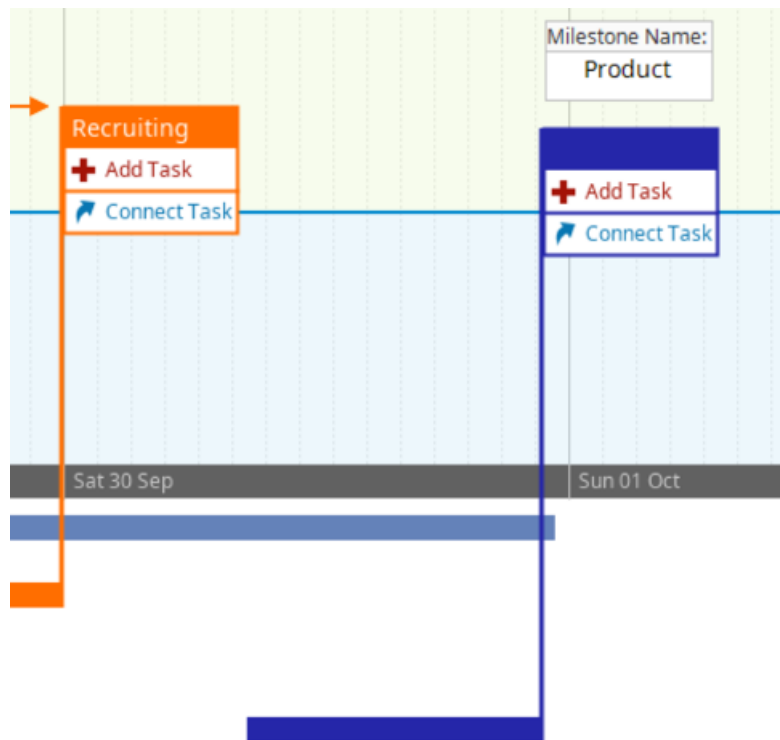 Milestone Name:
Product
Recruiting
Add Task
Connect Task
Add Task
Connect Task
Sat 30 Sep
Sun 01 Oct